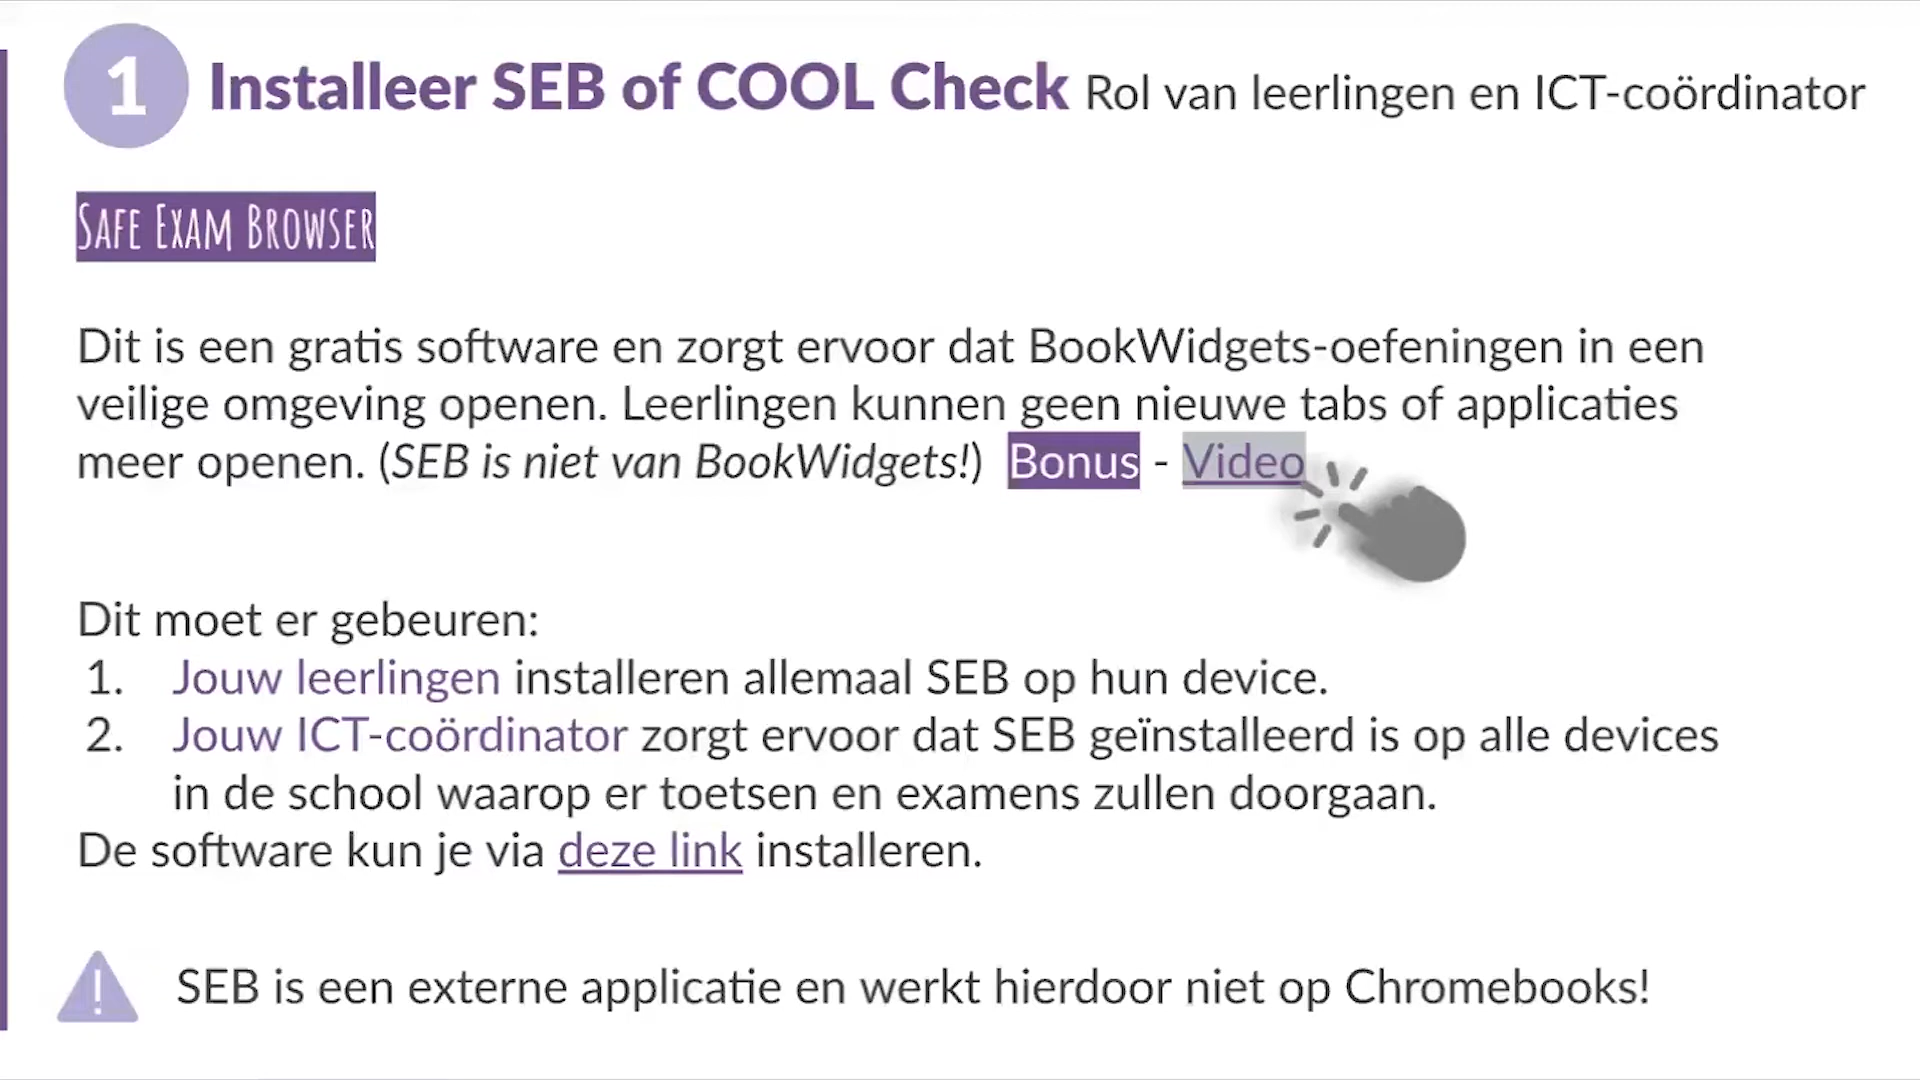 1 Installeer SEB of COOL Check Rol van leerlingen en ICT-coördinator
SAFE EXAM BROWSER
Dit is een gratis software en zorgt ervoor dat BookWidgets-oefeningen in een
veilige omgeving openen. Leerlingen kunnen geen nieuwe tabs of applicaties
meer openen. (SEB is niet van BookWidgets!) Bonus - Video
Dit moet er gebeuren:
1. Jouw leerlingen installeren allemaal SEB op hun device.
2. Jouw ICT-coördinator zorgt ervoor dat SEB geïnstalleerd is op alle devices
in de school waarop er toetsen en examens zullen doorgaan.
De software kun je via deze link installeren.
! SEB is een externe applicatie en werkt hierdoor niet op Chromebooks!